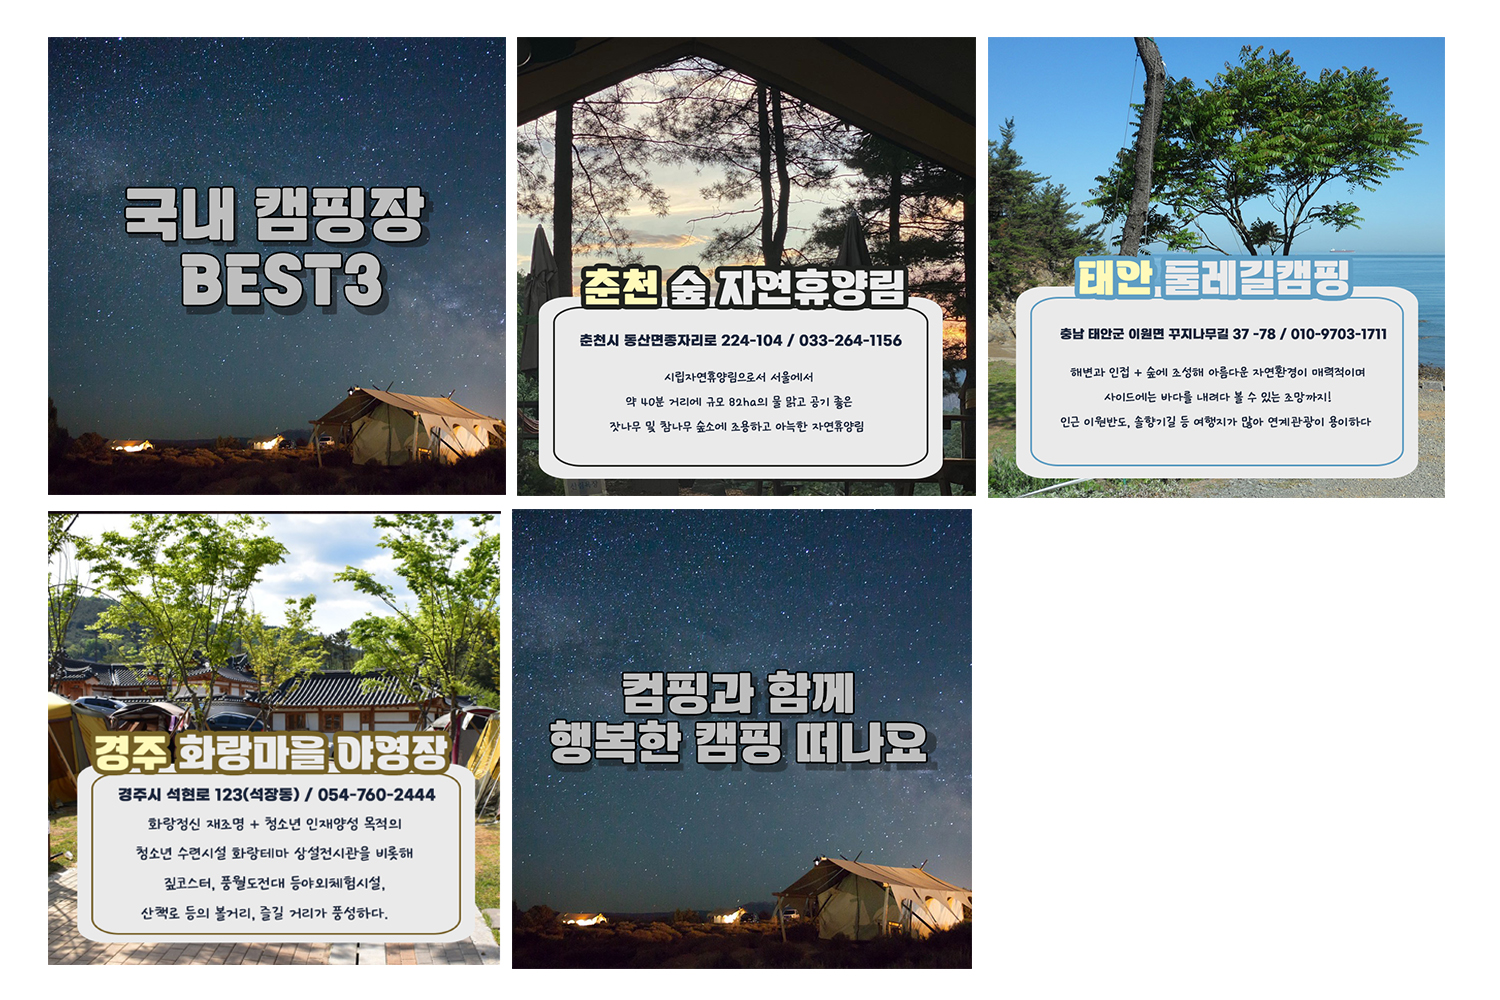 국내 캠핑장
BEST3
춘천 숲 자연휴양림
춘천시 동산면종자리로 224-104 / 033-264-1156
시립자연휴양림으로서 서울에서
약 40분 거리에 규모 82ha의 물 맑고 공기 좋은
잣나무 및 참나무 숲소에 조용하고 아늑한 자연휴양림
태안 둘레길캠핑
충남 태안군 이원면 꾸지나무길 37 -78 / 010-9703-1711
해변과 인접 + 숲에 조성해 아름다운 자연환경이 매력적이며
사이드에는 바다를 내려다 볼 수 있는 조망까지!
인근 이원반도, 솔향기길 등 여행지가 많아 연계관광이 용이하다
경주 화랑마을 야영장
경주시 석현로 123(석장동) / 054-760-2444
화랑정신 재조명 + 청소년 인재양성 목적의
청소년 수련시설 화랑테마 상설전시관을 비롯해
짚코스터, 풍월도전대 등야외체험시설,
산책로 등의 볼거리, 즐길 거리가 풍성하다.
컴핑과 함께
행복한 캠핑 떠나요